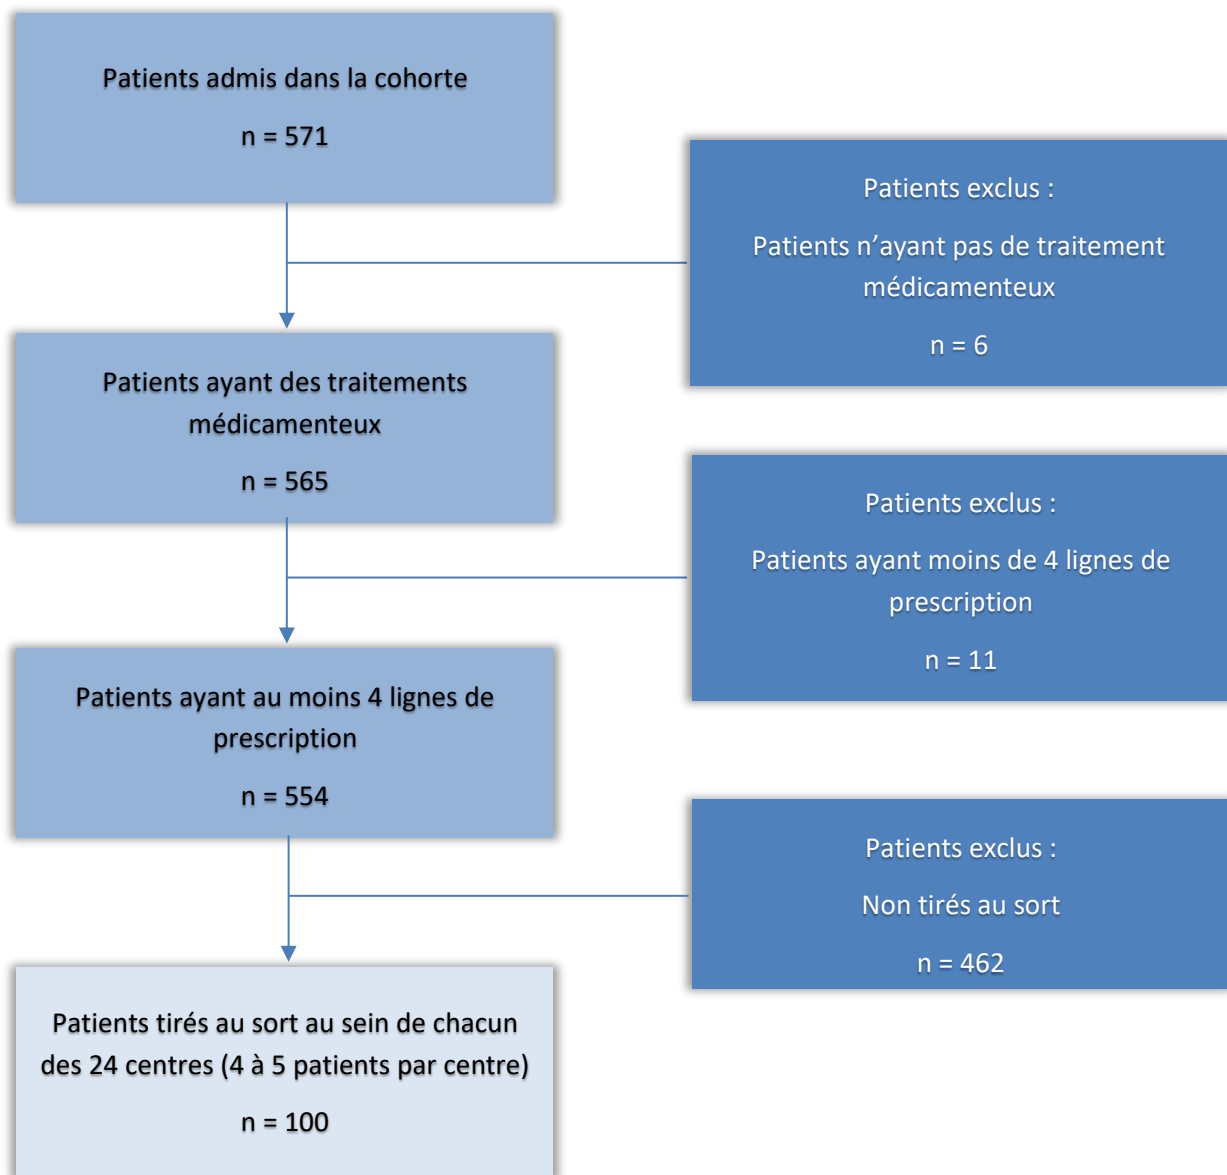 Patients admis dans la cohorte
n = 571
Patients exclus :
Patients n’ayant pas de traitement
médicamenteux
n = 6
Patients ayant des traitements
médicamenteux
n = 565
Patients exclus :
Patients ayant moins de 4 lignes de
prescription
n = 11
Patients ayant au moins 4 lignes de
prescription
n = 554
Patients exclus :
Non tirés au sort
n = 462
Patients tirés au sort au sein de chacun
des 24 centres (4 à 5 patients par centre)
n = 100